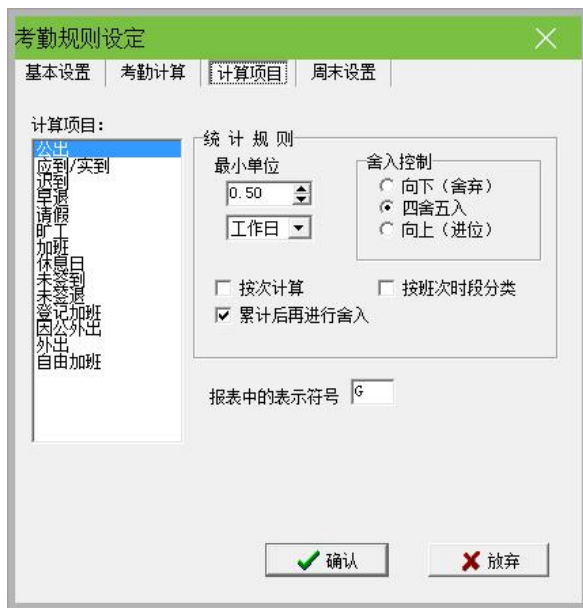 考勤规则设定
基本设置 考勤计算 计算项目 周末设置
计算项目:
公出
应到/实到
迟到
早退
请假
旷工
加班
休息日
未签到
未签退
登记加班
因公外出
外出
自由加班
统 计 规 则
最小单位
0.50
工作日
舍入控制
向下（舍弃）
四舍五入
向上（进位）
按次计算
按班次时段分类
累计后再进行舍入
报表中的表示符号 G
确认
放弃